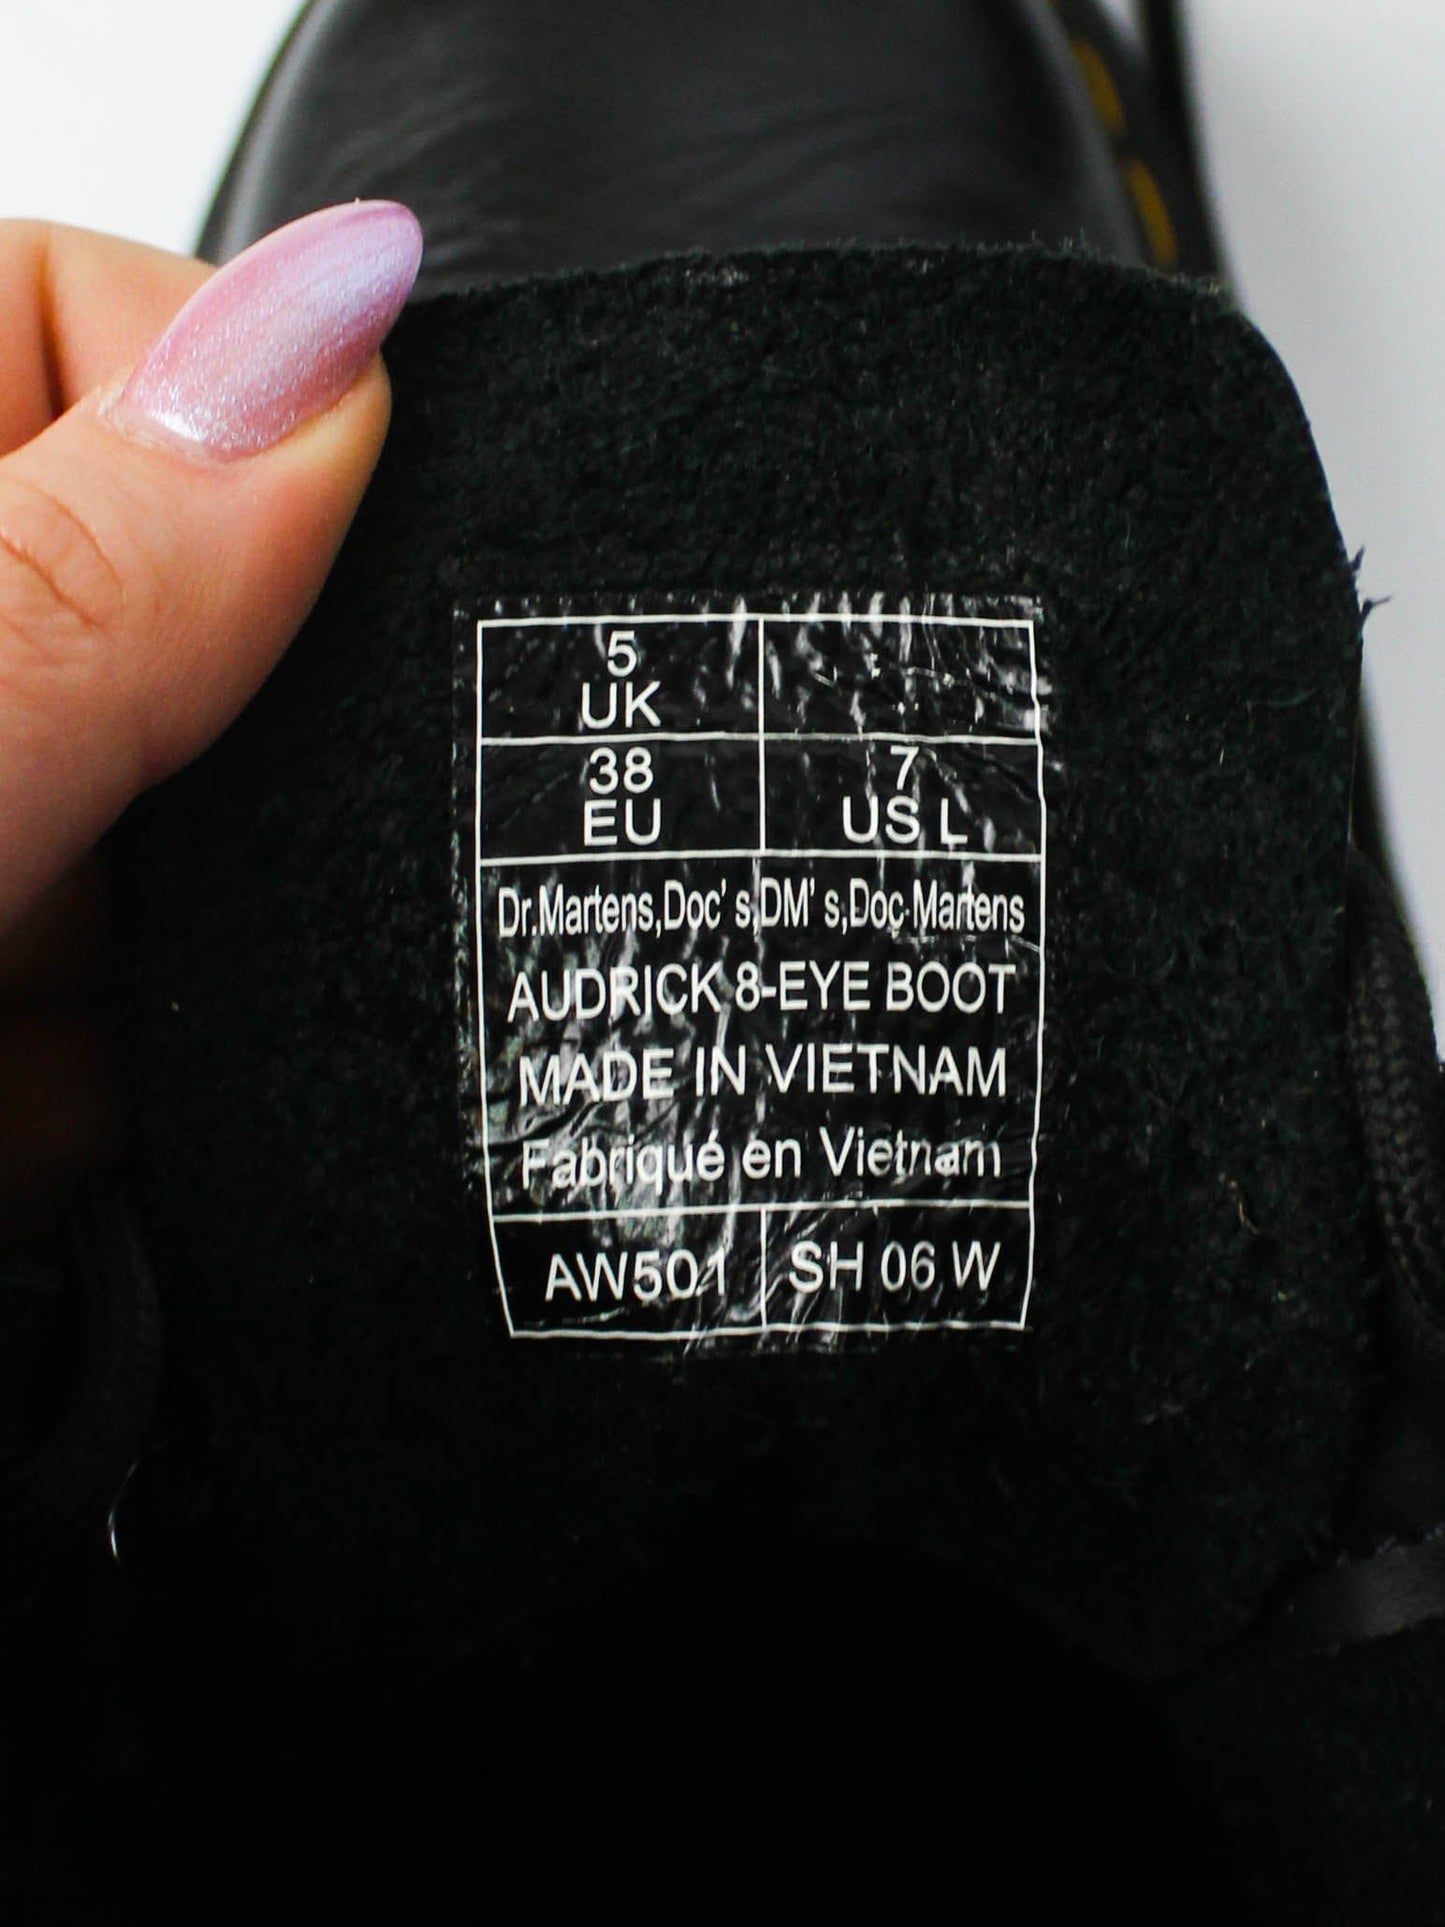 5
UK
38
EU
7
US L
Dr.Martens,Doc's,DM's,Doc Martens
AUDRICK 8-EYE BOOT
MADE IN VIETNAM
Fabriqué en Vietnam
AW501
SH 06 W